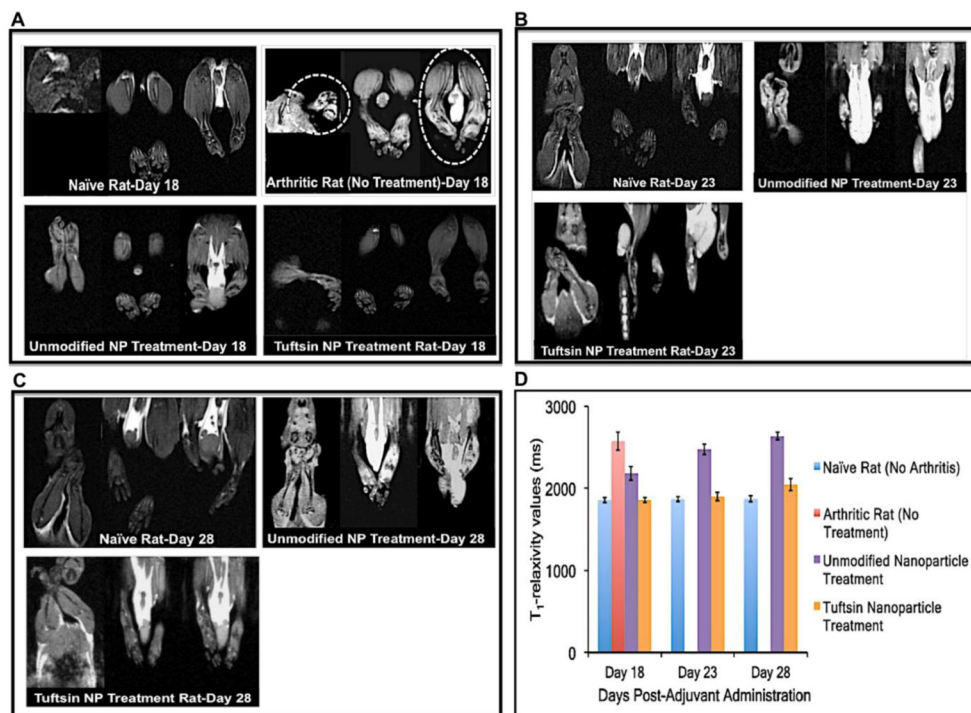 A
Naïve Rat-Day 18
Arthritic Rat (No Treatment)-Day 18
Unmodified NP Treatment-Day 18
Tuftsin NP Treatment Rat-Day 18
B
Naïve Rat-Day 23
Unmodified NP Treatment-Day 23
Tuftsin NP Treatment Rat-Day 23
C
Naïve Rat-Day 28
Unmodified NP Treatment-Day 28
Tuftsin NP Treatment Rat-Day 28
D
T1-relaxivity values (ms)
3000
2000
1000
0
Day 18 Day 23 Day 28
Days Post-Adjuvant Administration
Naïve Rat (No Arthritis)
Arthritic Rat (No
Treatment)
Unmodified Nanoparticle
Treatment
Tuftsin Nanoparticle
Treatment